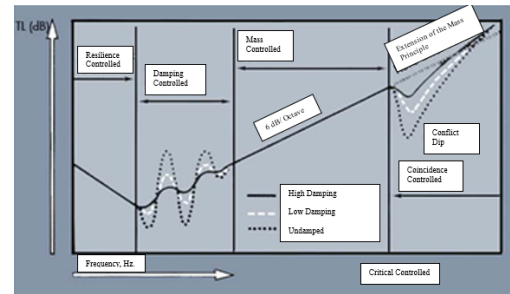 TL (dB)
Resilience
Controlled
Damping
Controlled
Mass
Controlled
6 dB/ Octave
Extension of the Mass
Principle
Conflict
Dip
Coincidence
Controlled
High Damping
Low Damping
Undamped
Frequency, Hz.
Critical Controlled